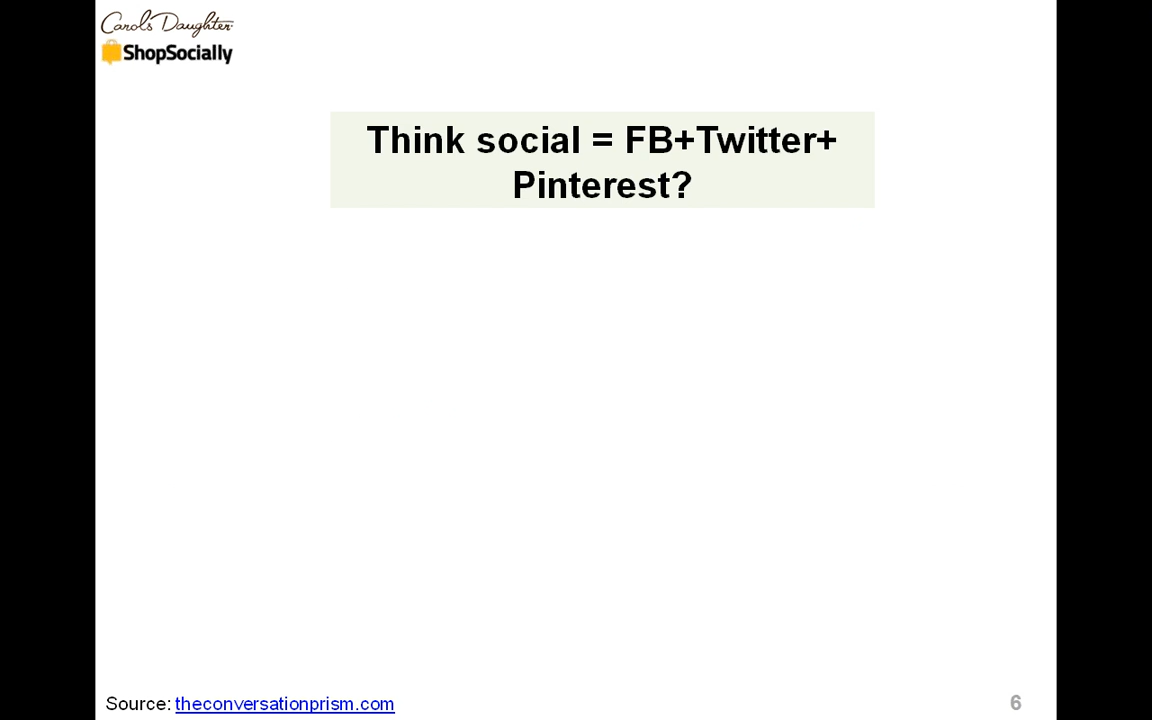 Carol's Daughter
ShopSocially
Think social = FB+Twitter+
Pinterest?
Source: theconversationprism.com
6